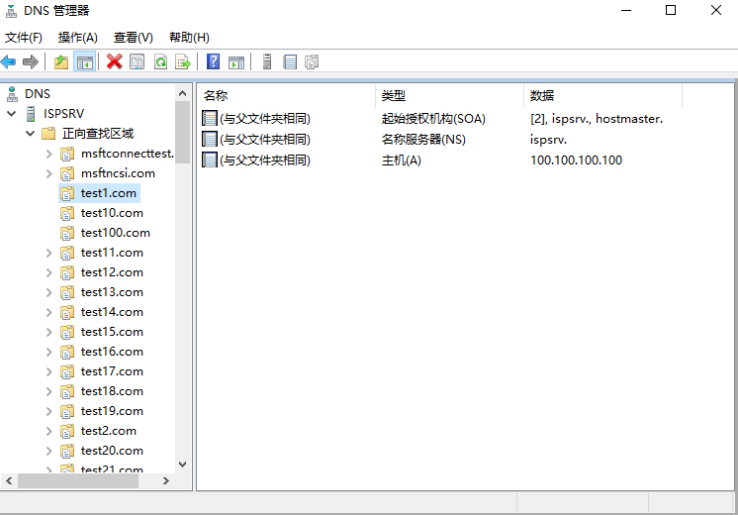 DNS 管理器
文件(F) 操作(A) 查看(V) 帮助(H)
DNS
ISPSRV
正向查找区域
msftconnecttest.
msftncsi.com
test1.com
test10.com
test100.com
test11.com
test12.com
test13.com
test14.com
test15.com
test16.com
test17.com
test18.com
test19.com
test2.com
test20.com
test21.com
名称 类型 数据
(与父文件夹相同) 起始授权机构(SOA) [2], ispsrv., hostmaster.
(与父文件夹相同) 名称服务器(NS) ispsrv.
(与父文件夹相同) 主机(A) 100.100.100.100